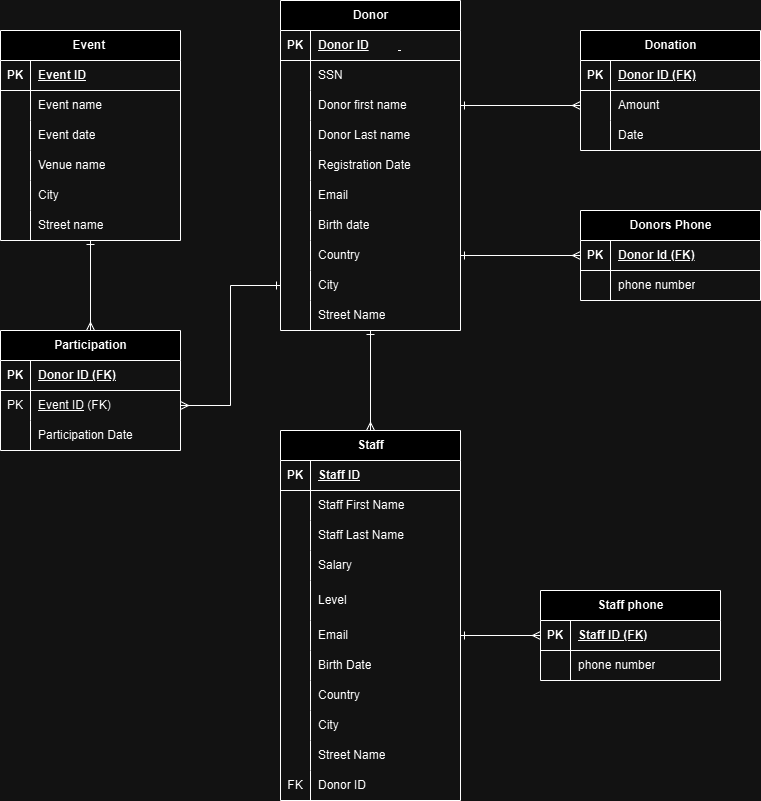 Donor
PK Donor ID _
SSN
Donor first name
Donor Last name
Registration Date
Email
Birth date
Country
City
Street Name
Event
PK Event ID
Event name
Event date
Venue name
City
Street name
Donation
PK Donor ID (FK)
Amount
Date
Donors Phone
PK Donor Id (FK)
phone number
Participation
PK Donor ID (FK)
PK Event ID (FK)
Participation Date
Staff
PK Staff ID
Staff First Name
Staff Last Name
Salary
Level
Email
Birth Date
Country
City
Street Name
FK Donor ID
Staff phone
PK Staff ID (FK)
phone number